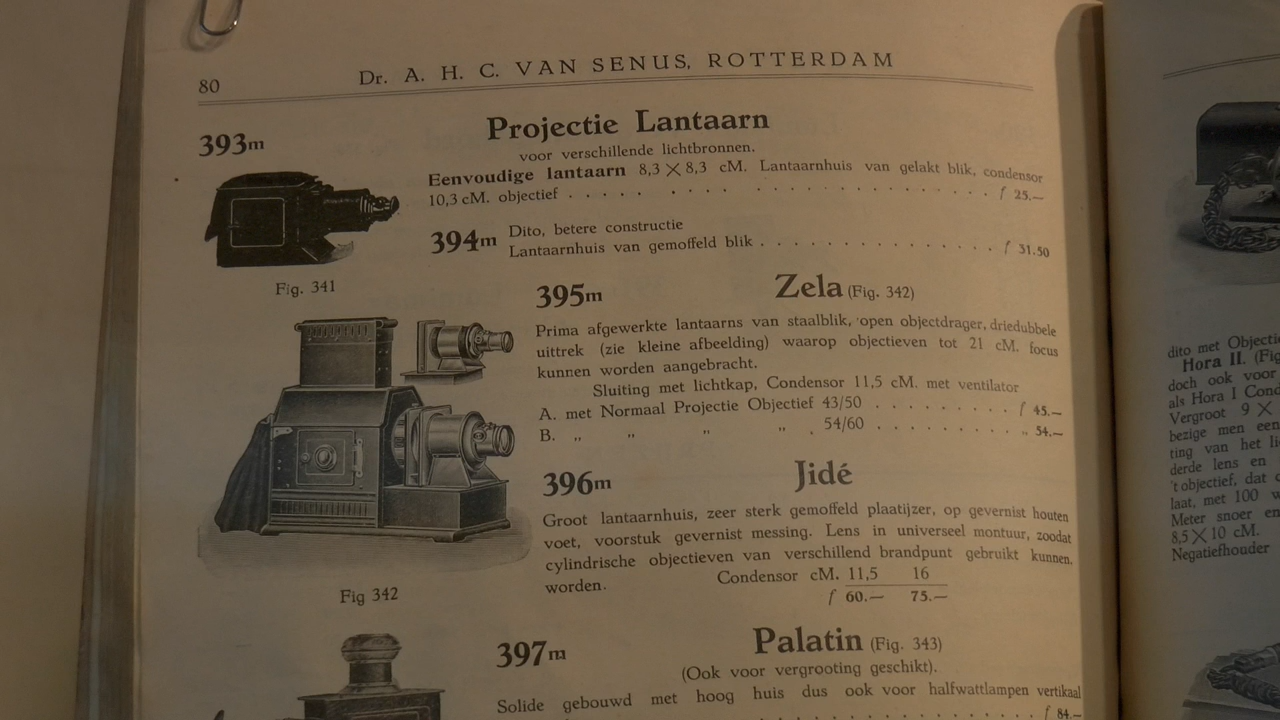 80
Dr. A. H. C. VAN SENUS, ROTTERDAM
393m
Projectie Lantaarn
voor verschillende lichtbronnen.
Eenvoudige lantaarn 8,3 × 8,3 cM. Lantaarnhuis van gelakt blik, condensor
10,3 cM. objectief . . . . . . . . . . . . . . . . . . . . . . . . f 25.—
Fig. 341
394m Dito, betere constructie
Lantaarnhuis van gemoffeld blik . . . . . . . . . . . . . . . f 31.50
395m
Zela (Fig. 342)
Prima afgewerkte lantaarns van staalblik, open objectdrager, driedubbele
uittrek (zie kleine afbeelding) waarop objectieven tot 21 cM. focus
kunnen worden aangebracht.
Sluiting met lichtkap, Condensor 11,5 cM. met ventilator
A. met Normaal Projectie Objectief 43/50 . . . . . . . . . f 45.—
B. „ „ „ „ 54/60 . . . . . . . . . „ 54.—
396m
Jidé
Groot lantaarnhuis, zeer sterk gemoffeld plaatijzer, op gevernist houten
voet, voorstuk gevernist messing. Lens in universeel montuur, zoodat
cylindrische objectieven van verschillend brandpunt gebruikt kunnen.
worden.
Condensor cM. 11,5 16
f 60.— 75.—
Fig 342
397m
Palatin (Fig. 343)
(Ook voor vergrooting geschikt).
Solide gebouwd met hoog huis dus ook voor halfwattlampen vertikaal
f 84.—
dito met Objecti
Hora II. (Fig
doch ook voor
als Hora I Cond
Vergroot 9 ×
bezige men een
ting van het li
derde lens en
't objectief, dat
laat, met 100 w
Meter snoer en
8,5 × 10 cM.
Negatiefhouder